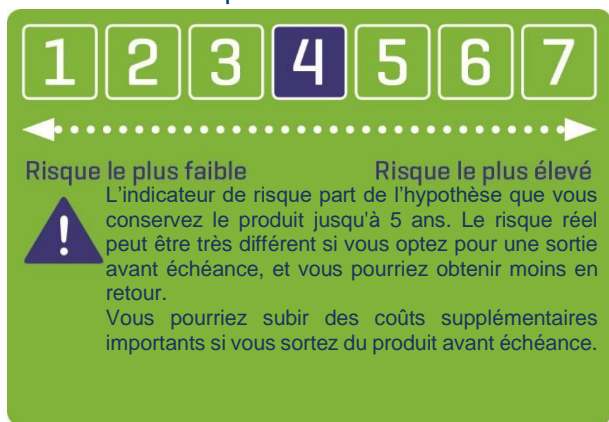 1 2 3 4 5 6 7
Risque le plus faible Risque le plus élevé
!
L'indicateur de risque part de l'hypothèse que vous
conservez le produit jusqu'à 5 ans. Le risque réel
peut être très différent si vous optez pour une sortie
avant échéance, et vous pourriez obtenir moins en
retour.
Vous pourriez subir des coûts supplémentaires
importants si vous sortez du produit avant échéance.